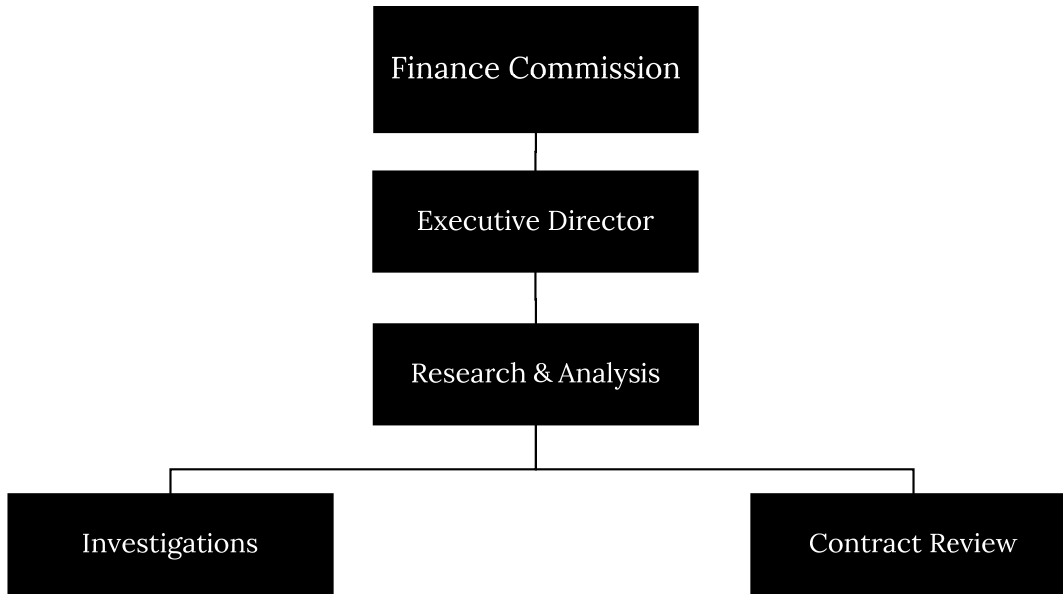 Finance Commission
Executive Director
Research & Analysis
Investigations
Contract Review